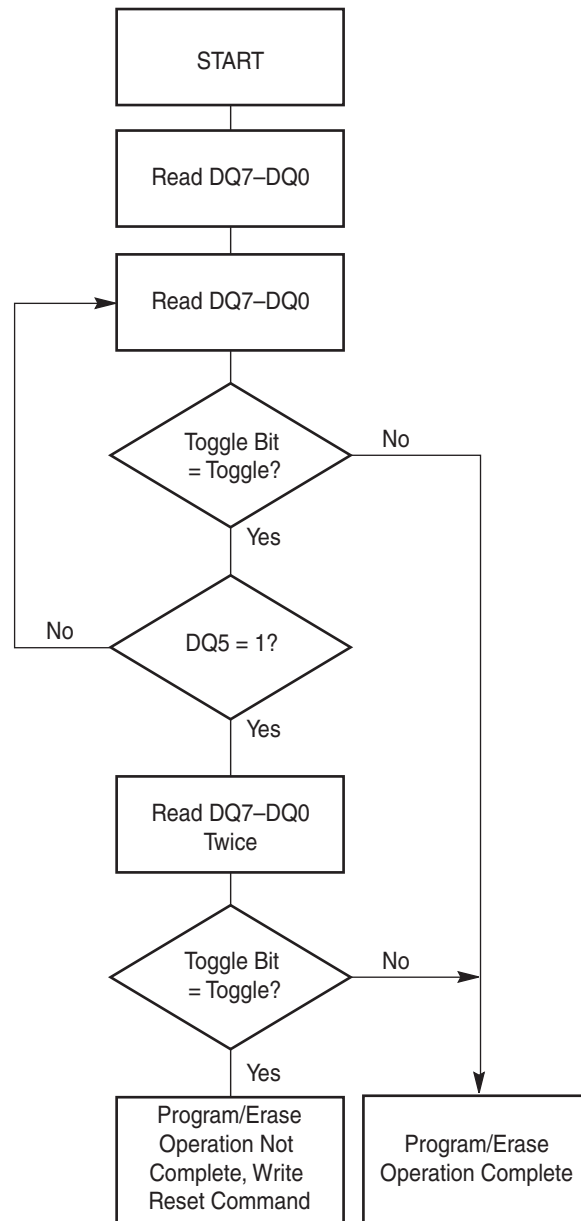 START
Read DQ7–DQ0
Read DQ7–DQ0
Toggle Bit
= Toggle?
No
Yes
No
DQ5 = 1?
Yes
Read DQ7–DQ0
Twice
Toggle Bit
= Toggle?
No
Yes
Program/Erase
Operation Not
Complete, Write
Reset Command
Program/Erase
Operation Complete